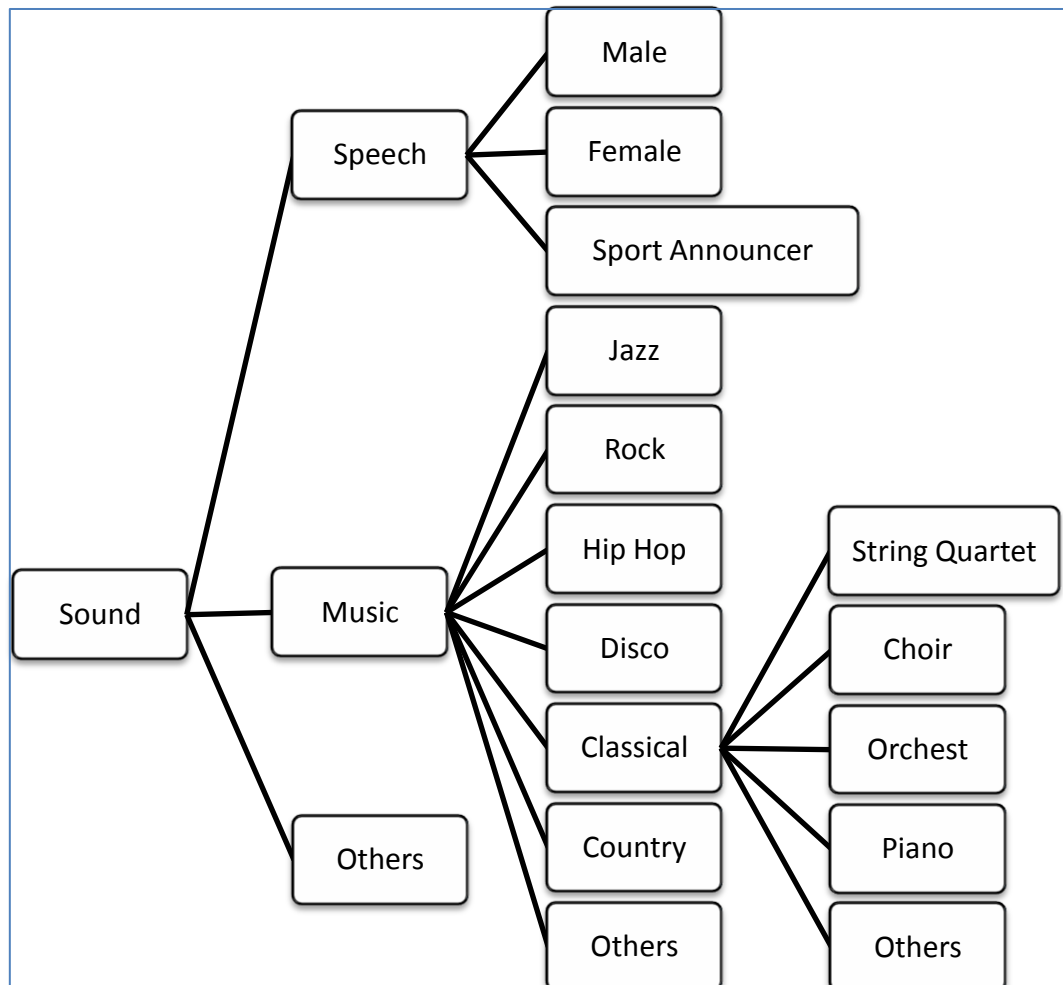 Sound
Speech
Male
Female
Sport Announcer
Music
Jazz
Rock
Hip Hop
Disco
Classical
String Quartet
Choir
Orchest
Piano
Others
Country
Others
Others